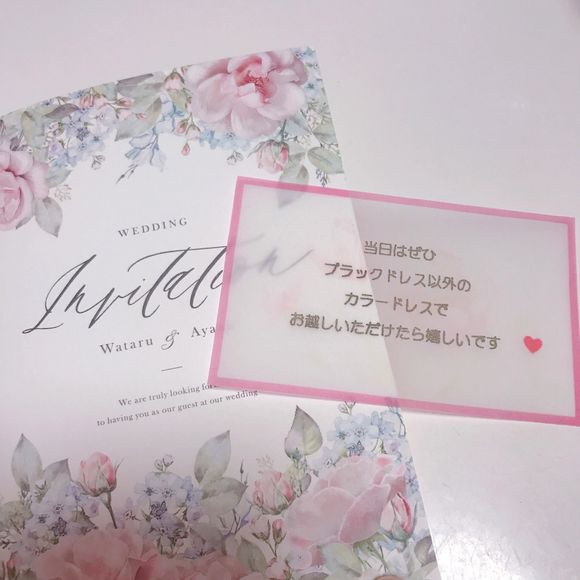 WEDDING
Invitation
Wataru & Aya
We are truly looking for
to having you as our guest at our wedding
当日はぜひ
ブラックドレス以外の
カラードレスで
お越しいただけたら嬉しいです